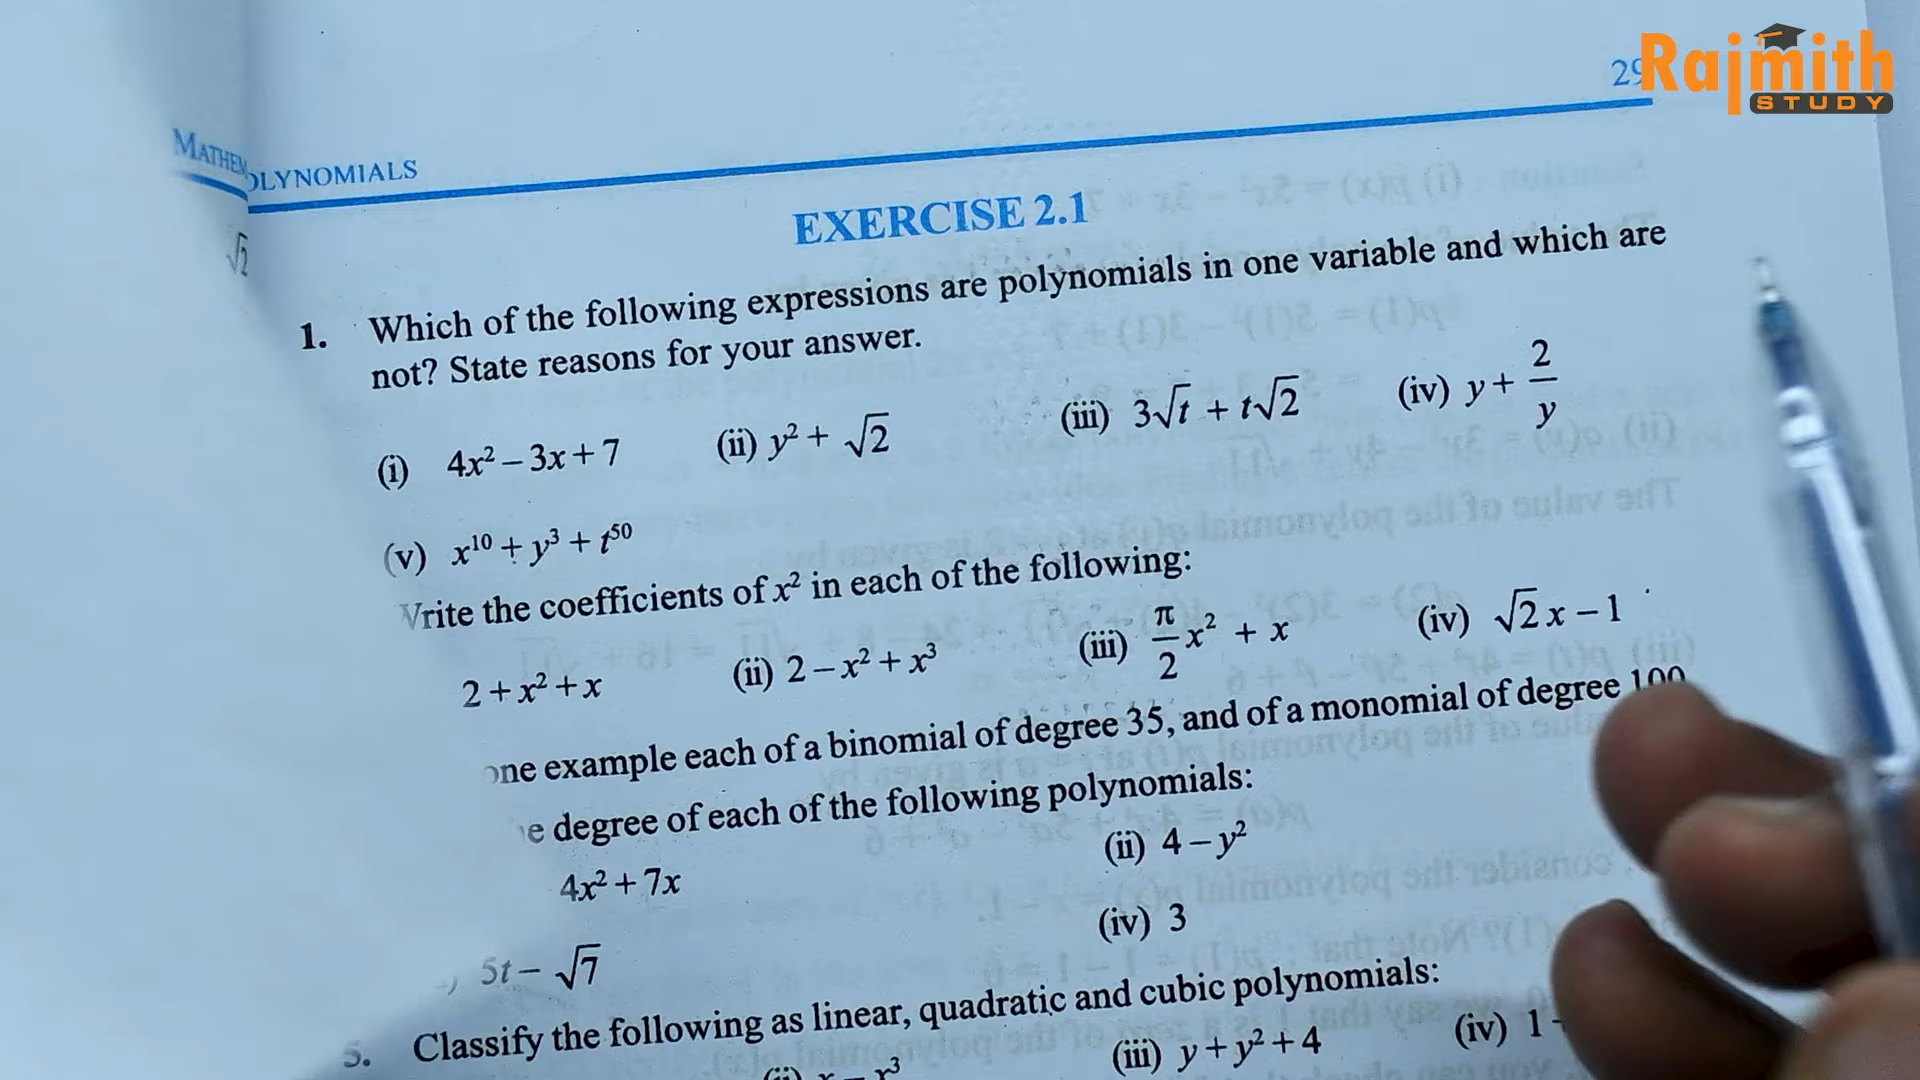 Rajmith
STUDY
29
MATHEM
OLYNOMIALS
EXERCISE 2.1
√2
1. Which of the following expressions are polynomials in one variable and which are
not? State reasons for your answer.
(i) 4x² – 3x + 7 (ii) y² + √2 (iii) 3√t + t√2 (iv) y + 2/y
(v) x¹⁰ + y³ + t⁵⁰
Write the coefficients of x² in each of the following:
2 + x² + x (ii) 2 – x² + x³ (iii) π/2 x² + x (iv) √2 x – 1
one example each of a binomial of degree 35, and of a monomial of degree 100
e degree of each of the following polynomials:
4x² + 7x (ii) 4 – y²
5t – √7 (iv) 3
5. Classify the following as linear, quadratic and cubic polynomials:
(ii) x – x³ (iii) y + y² + 4 (iv) 1